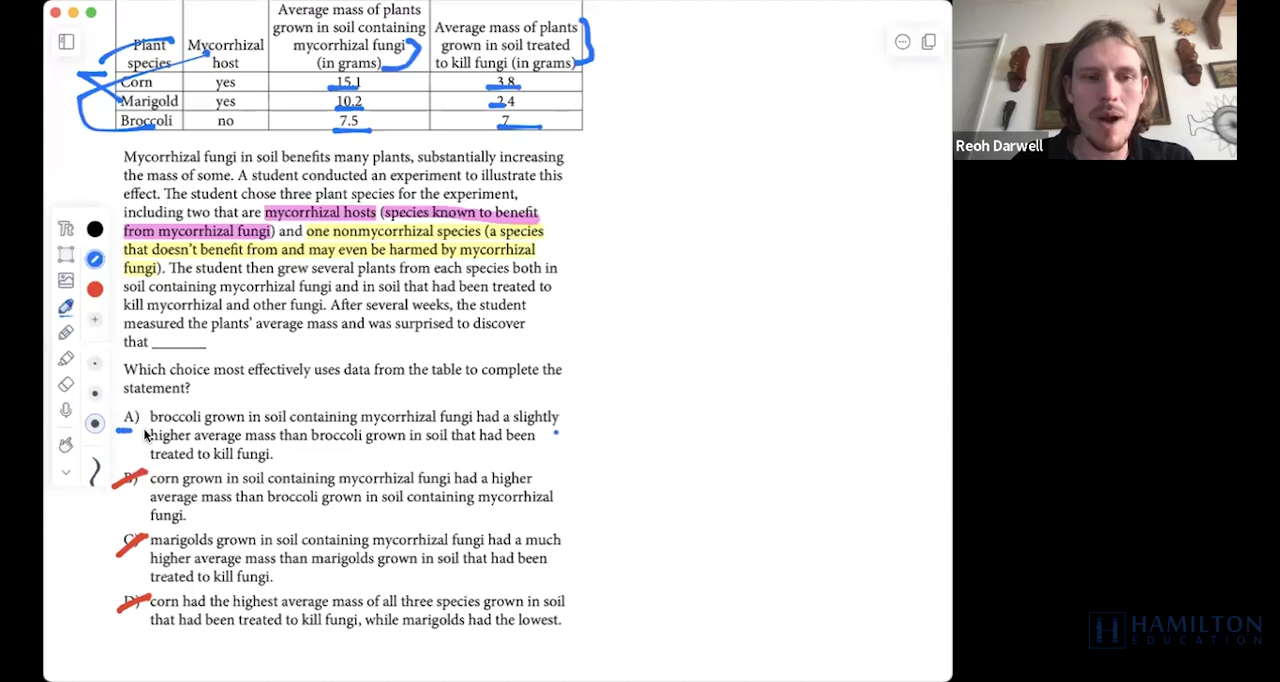 Average mass of plants
grown in soil containing
mycorrhizal fungi
(in grams)
Average mass of plants
grown in soil treated
to kill fungi (in grams)
Plant
species
Mycorrhizal
host
Corn yes 15.1 3.8
Marigold yes 10.2 2.4
Broccoli no 7.5 7
Mycorrhizal fungi in soil benefits many plants, substantially increasing
the mass of some. A student conducted an experiment to illustrate this
effect. The student chose three plant species for the experiment,
including two that are mycorrhizal hosts (species known to benefit
from mycorrhizal fungi) and one nonmycorrhizal species (a species
that doesn't benefit from and may even be harmed by mycorrhizal
fungi). The student then grew several plants from each species both in
soil containing mycorrhizal fungi and in soil that had been treated to
kill mycorrhizal and other fungi. After several weeks, the student
measured the plants' average mass and was surprised to discover
that ________
Which choice most effectively uses data from the table to complete the
statement?
A) broccoli grown in soil containing mycorrhizal fungi had a slightly
higher average mass than broccoli grown in soil that had been
treated to kill fungi.
B) corn grown in soil containing mycorrhizal fungi had a higher
average mass than broccoli grown in soil containing mycorrhizal
fungi.
C) marigolds grown in soil containing mycorrhizal fungi had a much
higher average mass than marigolds grown in soil that had been
treated to kill fungi.
D) corn had the highest average mass of all three species grown in soil
that had been treated to kill fungi, while marigolds had the lowest.
Tt
Reoh Darwell
H HAMILTON
EDUCATION